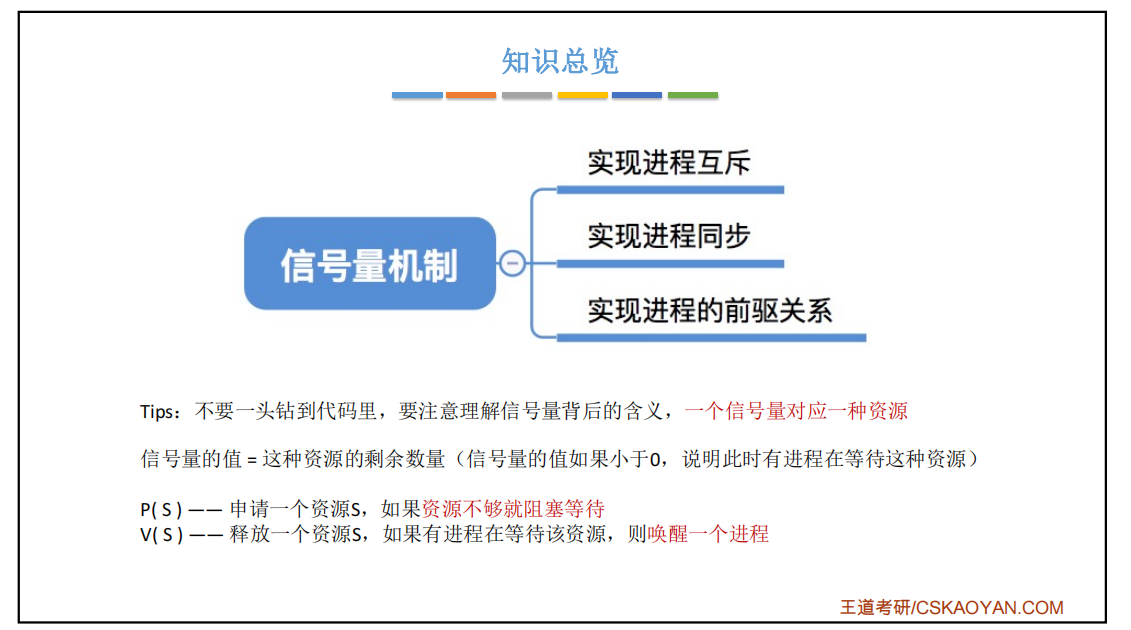 知识总览
实现进程互斥
信号量机制
实现进程同步
实现进程的前驱关系
Tips：不要一头钻到代码里，要注意理解信号量背后的含义，一个信号量对应一种资源
信号量的值 = 这种资源的剩余数量（信号量的值如果小于0，说明此时有进程在等待这种资源）
P( S ) —— 申请一个资源S，如果资源不够就阻塞等待
V( S ) —— 释放一个资源S，如果有进程在等待该资源，则唤醒一个进程
王道考研/CSKAOYAN.COM